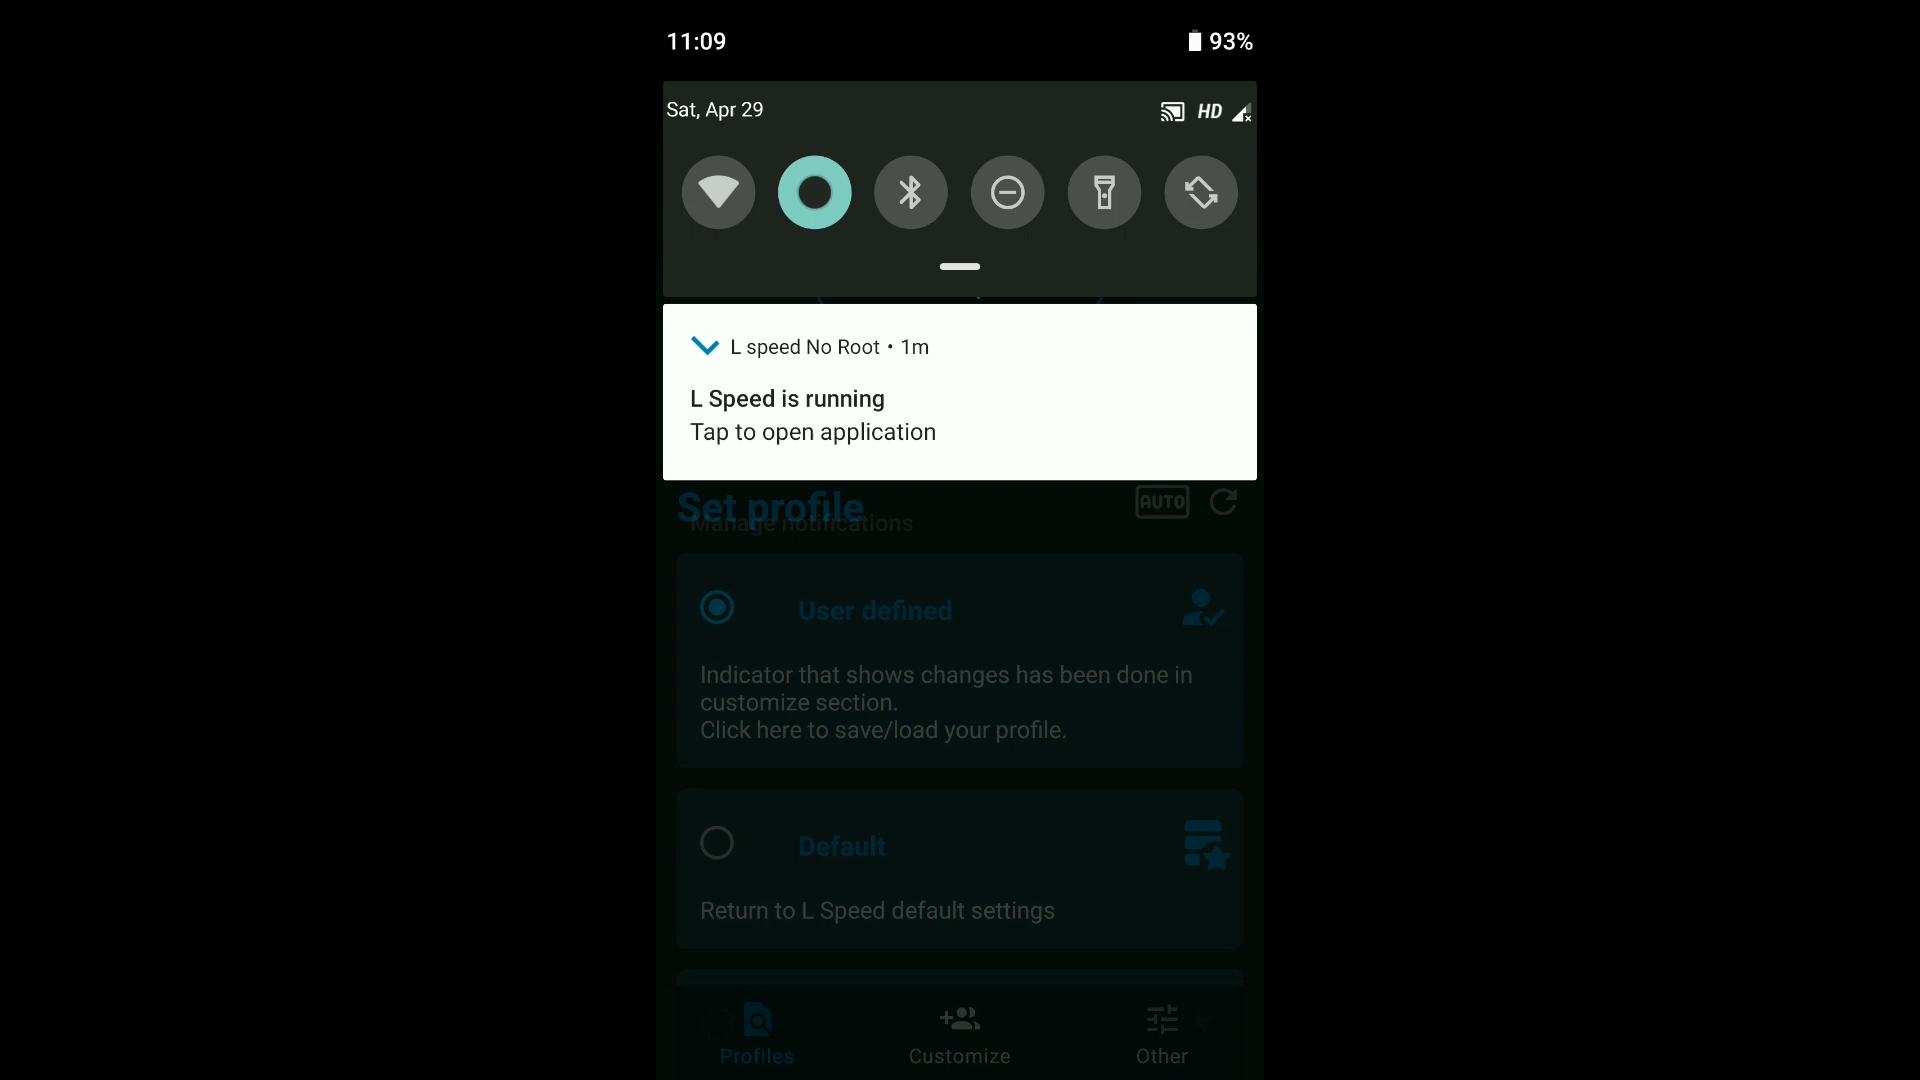 11:09
93%
Sat, Apr 29
HD
L speed No Root • 1m
L Speed is running
Tap to open application
Set profile
AUTO
Manage notifications
User defined
Indicator that shows changes has been done in
customize section.
Click here to save/load your profile.
Default
Return to L Speed default settings
Profiles
Customize
Other